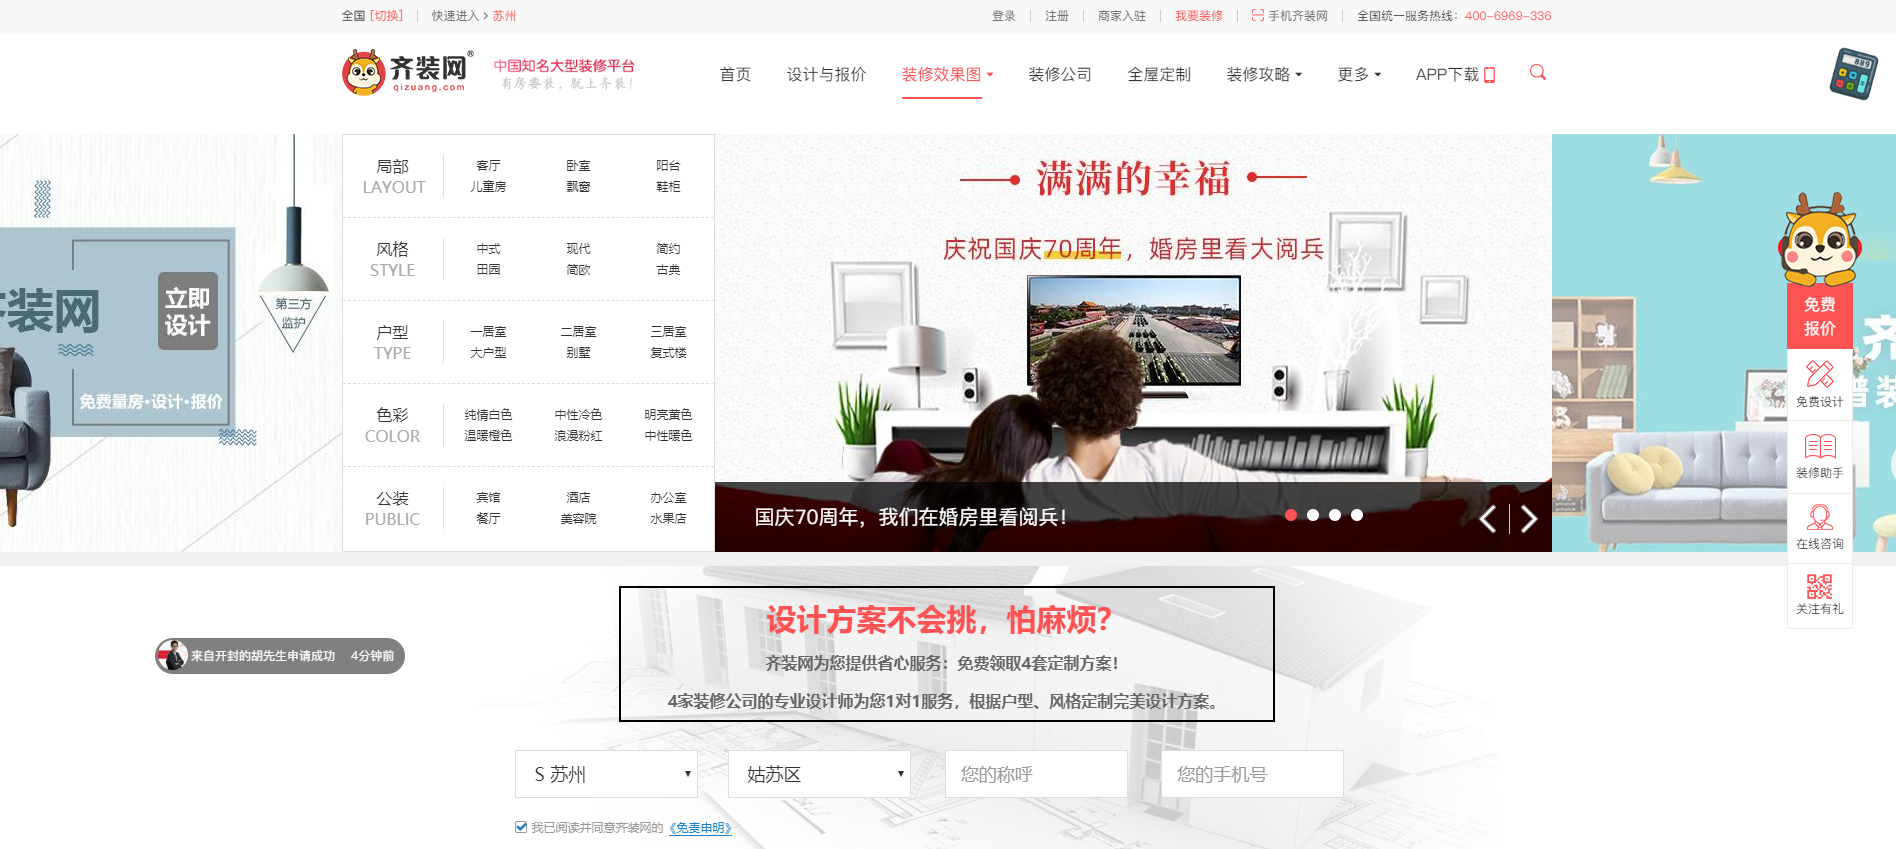 全国 [切换] 快速进入 > 苏州
登录 注册 商家入驻 我要装修 手机齐装网 全国统一服务热线：400-6969-336
齐装网®
qizuang.com
中国知名大型装修平台
有房要装，就上齐装！
首页 设计与报价 装修效果图 装修公司 全屋定制 装修攻略 更多 APP下载
889
齐装网
立即
设计
免费量房·设计·报价
第三方
监护
局部
LAYOUT
客厅 卧室 阳台
儿童房 飘窗 鞋柜
风格
STYLE
中式 现代 简约
田园 简欧 古典
户型
TYPE
一居室 二居室 三居室
大户型 别墅 复式楼
色彩
COLOR
纯情白色 中性冷色 明亮黄色
温暖橙色 浪漫粉红 中性暖色
公装
PUBLIC
宾馆 酒店 办公室
餐厅 美容院 水果店
满满的幸福
庆祝国庆70周年，婚房里看大阅兵
国庆70周年，我们在婚房里看阅兵！
齐
装
免费
报价
免费设计
装修助手
在线咨询
关注有礼
来自开封的胡先生申请成功 4分钟前
设计方案不会挑，怕麻烦？
齐装网为您提供省心服务：免费领取4套定制方案！
4家装修公司的专业设计师为您1对1服务，根据户型、风格定制完美设计方案。
S 苏州 姑苏区 您的称呼 您的手机号
我已阅读并同意齐装网的 《免责申明》